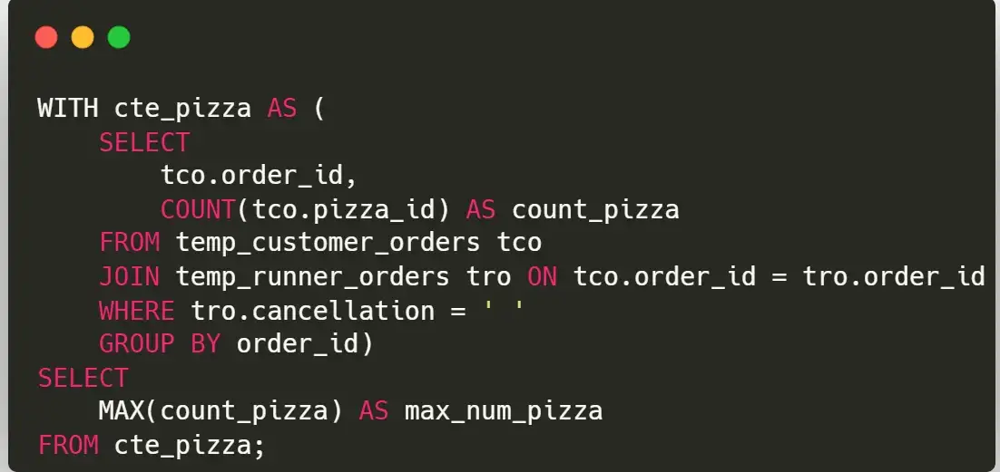 WITH cte_pizza AS (
    SELECT
        tco.order_id,
        COUNT(tco.pizza_id) AS count_pizza
    FROM temp_customer_orders tco
    JOIN temp_runner_orders tro ON tco.order_id = tro.order_id
    WHERE tro.cancellation = ' '
    GROUP BY order_id)
SELECT
    MAX(count_pizza) AS max_num_pizza
FROM cte_pizza;